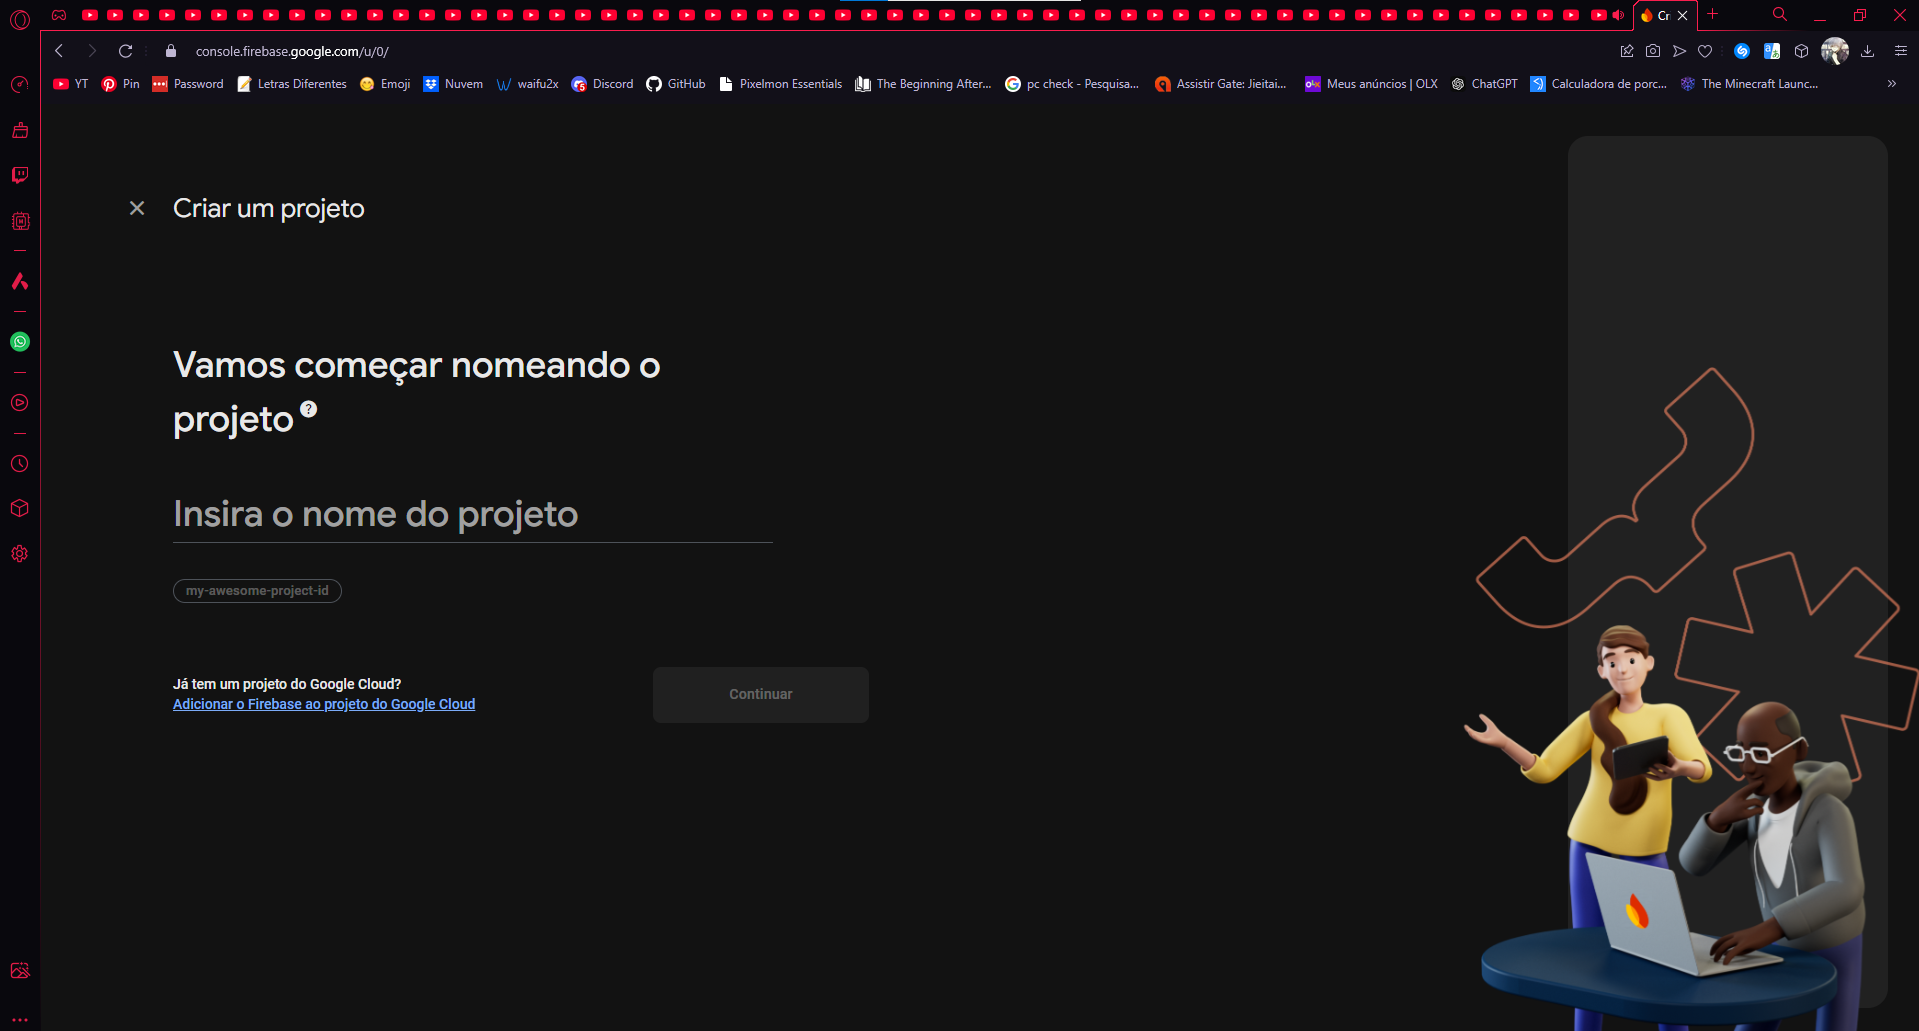 Cr
console.firebase.google.com/u/0/
YT Pin Password Letras Diferentes Emoji Nuvem waifu2x Discord GitHub Pixelmon Essentials The Beginning After... pc check - Pesquisa... Assistir Gate: Jieitai... Meus anúncios | OLX ChatGPT Calculadora de porc... The Minecraft Launc... »
Criar um projeto
Vamos começar nomeando o
projeto ?
Insira o nome do projeto
my-awesome-project-id
Já tem um projeto do Google Cloud?
Adicionar o Firebase ao projeto do Google Cloud
Continuar